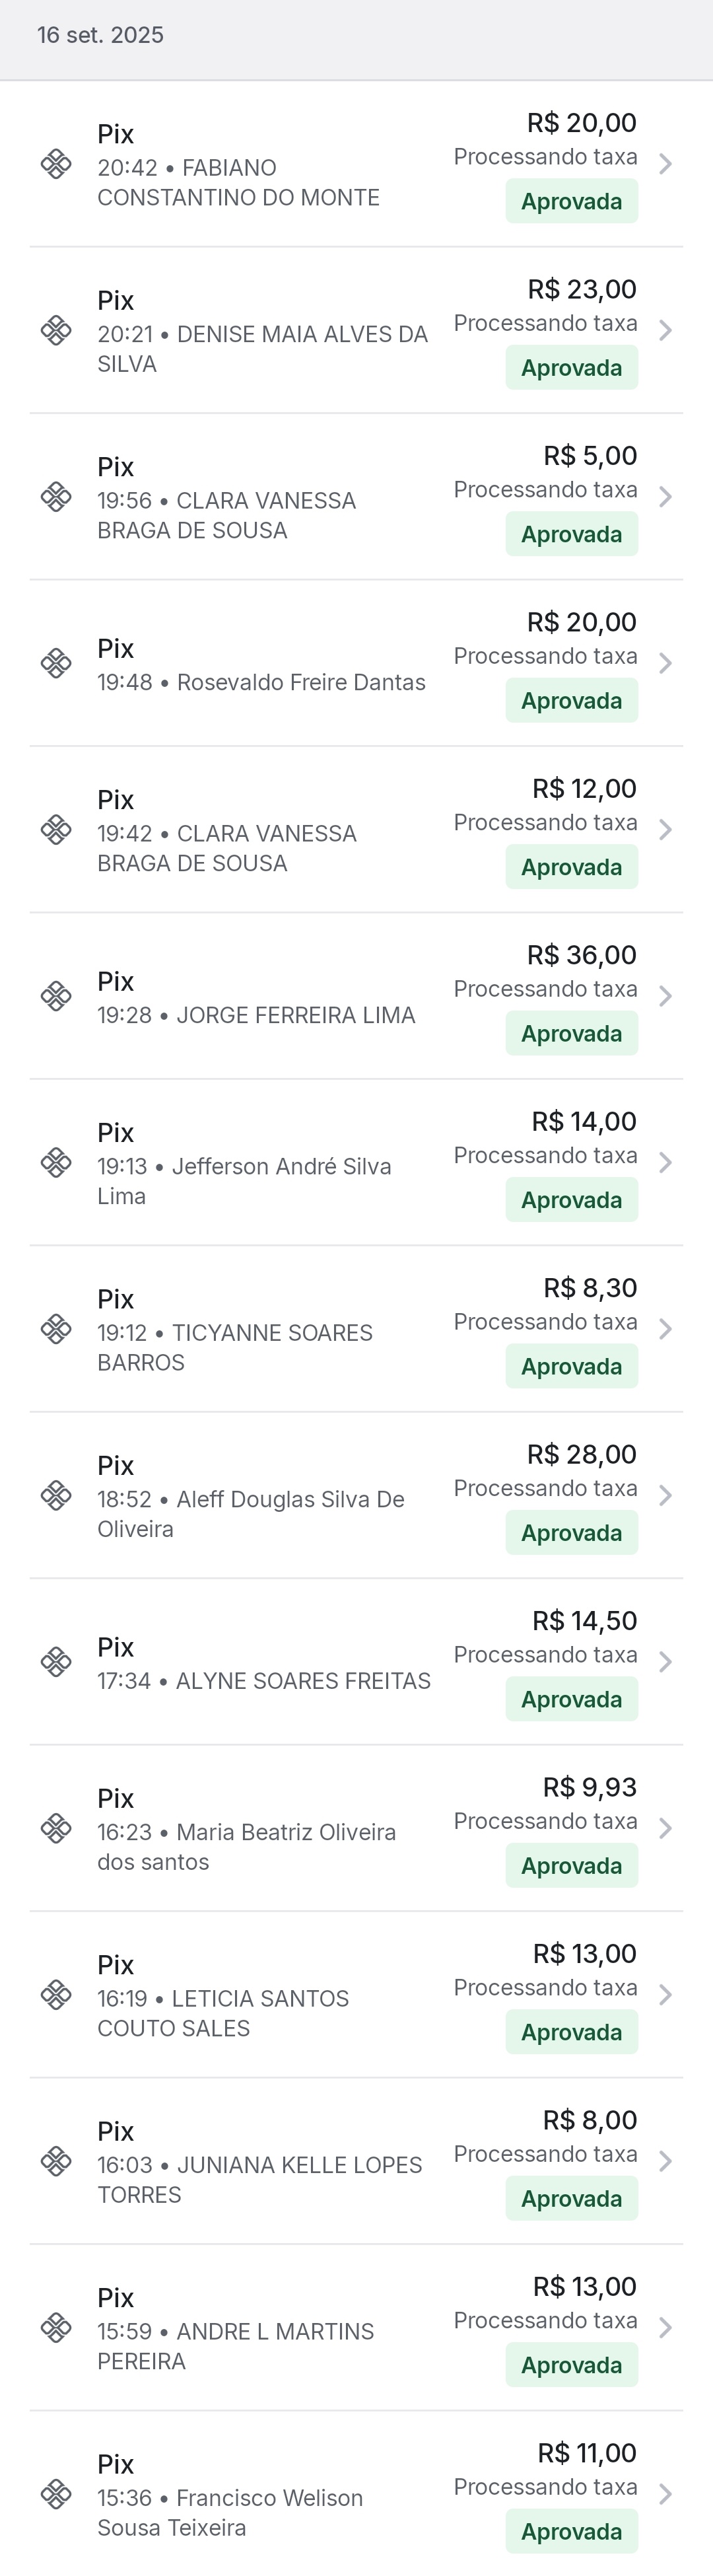 16 set. 2025
Pix
20:42 • FABIANO
CONSTANTINO DO MONTE
R$ 20,00
Processando taxa
Aprovada
Pix
20:21 • DENISE MAIA ALVES DA
SILVA
R$ 23,00
Processando taxa
Aprovada
Pix
19:56 • CLARA VANESSA
BRAGA DE SOUSA
R$ 5,00
Processando taxa
Aprovada
Pix
19:48 • Rosevaldo Freire Dantas
R$ 20,00
Processando taxa
Aprovada
Pix
19:42 • CLARA VANESSA
BRAGA DE SOUSA
R$ 12,00
Processando taxa
Aprovada
Pix
19:28 • JORGE FERREIRA LIMA
R$ 36,00
Processando taxa
Aprovada
Pix
19:13 • Jefferson André Silva
Lima
R$ 14,00
Processando taxa
Aprovada
Pix
19:12 • TICYANNE SOARES
BARROS
R$ 8,30
Processando taxa
Aprovada
Pix
18:52 • Aleff Douglas Silva De
Oliveira
R$ 28,00
Processando taxa
Aprovada
Pix
17:34 • ALYNE SOARES FREITAS
R$ 14,50
Processando taxa
Aprovada
Pix
16:23 • Maria Beatriz Oliveira
dos santos
R$ 9,93
Processando taxa
Aprovada
Pix
16:19 • LETICIA SANTOS
COUTO SALES
R$ 13,00
Processando taxa
Aprovada
Pix
16:03 • JUNIANA KELLE LOPES
TORRES
R$ 8,00
Processando taxa
Aprovada
Pix
15:59 • ANDRE L MARTINS
PEREIRA
R$ 13,00
Processando taxa
Aprovada
Pix
15:36 • Francisco Welison
Sousa Teixeira
R$ 11,00
Processando taxa
Aprovada